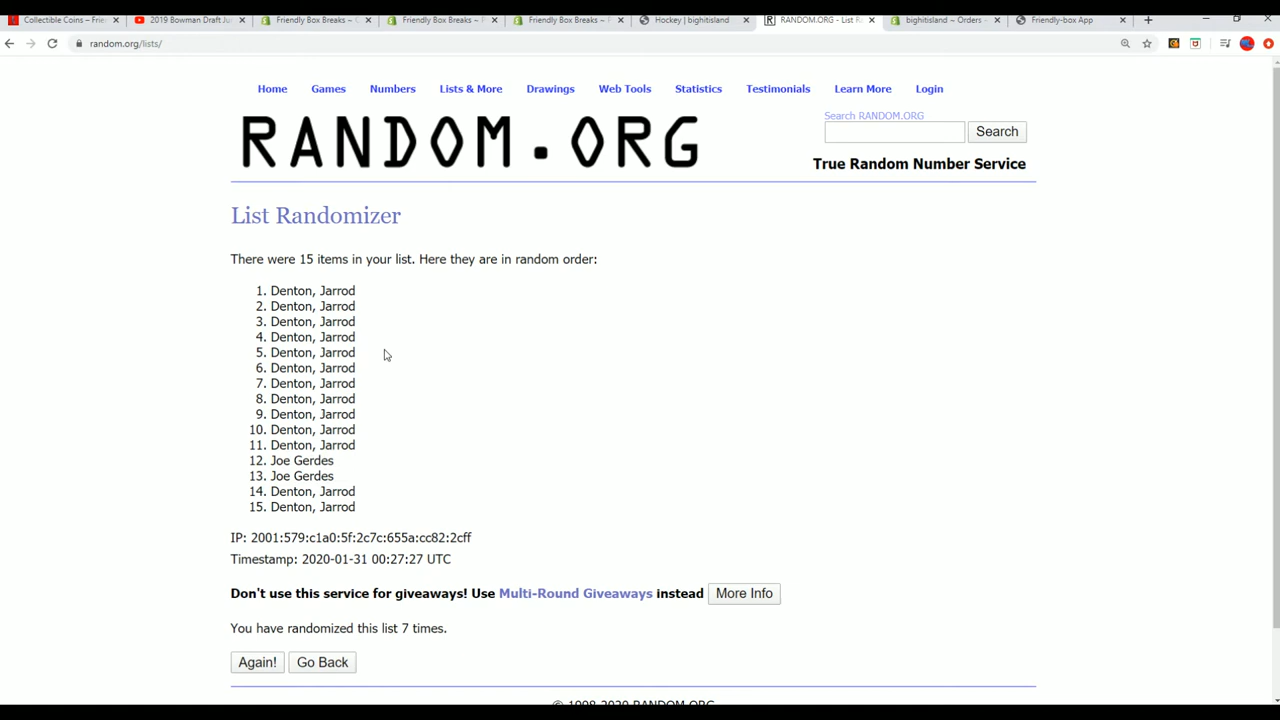 Collectible Coins – Frie
2019 Bowman Draft Ju
Friendly Box Breaks ~
Friendly Box Breaks ~
Friendly Box Breaks ~
Hockey | bighitisland
RANDOM.ORG - List R
bighitisland ~ Orders
Friendly-box App
random.org/lists/
Home Games Numbers Lists & More Drawings Web Tools Statistics Testimonials Learn More Login
RANDOM.ORG
Search RANDOM.ORG
Search
True Random Number Service
List Randomizer
There were 15 items in your list. Here they are in random order:
1. Denton, Jarrod
2. Denton, Jarrod
3. Denton, Jarrod
4. Denton, Jarrod
5. Denton, Jarrod
6. Denton, Jarrod
7. Denton, Jarrod
8. Denton, Jarrod
9. Denton, Jarrod
10. Denton, Jarrod
11. Denton, Jarrod
12. Joe Gerdes
13. Joe Gerdes
14. Denton, Jarrod
15. Denton, Jarrod
IP: 2001:579:c1a0:5f:2c7c:655a:cc82:2cff
Timestamp: 2020-01-31 00:27:27 UTC
Don't use this service for giveaways! Use Multi-Round Giveaways instead More Info
You have randomized this list 7 times.
Again! Go Back
© 1998-2020 RANDOM.ORG